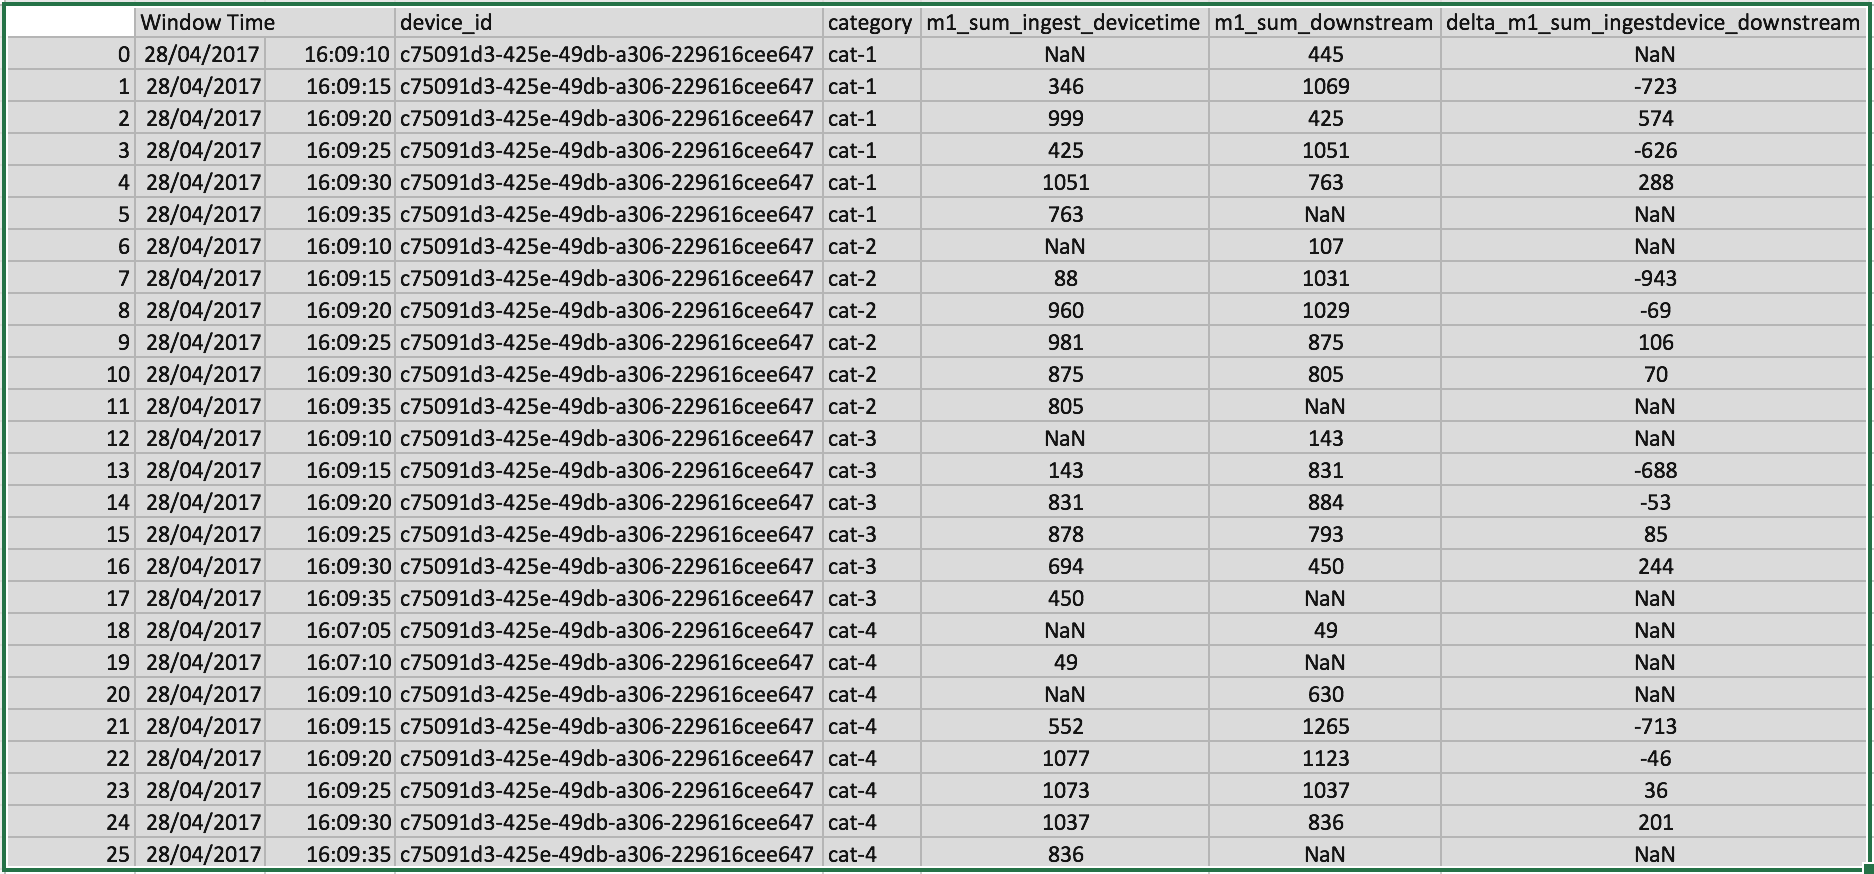 Window Time device_id category m1_sum_ingest_devicetime m1_sum_downstream delta_m1_sum_ingestdevice_downstream
0 28/04/2017 16:09:10 c75091d3-425e-49db-a306-229616cee647 cat-1 NaN 445 NaN
1 28/04/2017 16:09:15 c75091d3-425e-49db-a306-229616cee647 cat-1 346 1069 -723
2 28/04/2017 16:09:20 c75091d3-425e-49db-a306-229616cee647 cat-1 999 425 574
3 28/04/2017 16:09:25 c75091d3-425e-49db-a306-229616cee647 cat-1 425 1051 -626
4 28/04/2017 16:09:30 c75091d3-425e-49db-a306-229616cee647 cat-1 1051 763 288
5 28/04/2017 16:09:35 c75091d3-425e-49db-a306-229616cee647 cat-1 763 NaN NaN
6 28/04/2017 16:09:10 c75091d3-425e-49db-a306-229616cee647 cat-2 NaN 107 NaN
7 28/04/2017 16:09:15 c75091d3-425e-49db-a306-229616cee647 cat-2 88 1031 -943
8 28/04/2017 16:09:20 c75091d3-425e-49db-a306-229616cee647 cat-2 960 1029 -69
9 28/04/2017 16:09:25 c75091d3-425e-49db-a306-229616cee647 cat-2 981 875 106
10 28/04/2017 16:09:30 c75091d3-425e-49db-a306-229616cee647 cat-2 875 805 70
11 28/04/2017 16:09:35 c75091d3-425e-49db-a306-229616cee647 cat-2 805 NaN NaN
12 28/04/2017 16:09:10 c75091d3-425e-49db-a306-229616cee647 cat-3 NaN 143 NaN
13 28/04/2017 16:09:15 c75091d3-425e-49db-a306-229616cee647 cat-3 143 831 -688
14 28/04/2017 16:09:20 c75091d3-425e-49db-a306-229616cee647 cat-3 831 884 -53
15 28/04/2017 16:09:25 c75091d3-425e-49db-a306-229616cee647 cat-3 878 793 85
16 28/04/2017 16:09:30 c75091d3-425e-49db-a306-229616cee647 cat-3 694 450 244
17 28/04/2017 16:09:35 c75091d3-425e-49db-a306-229616cee647 cat-3 450 NaN NaN
18 28/04/2017 16:07:05 c75091d3-425e-49db-a306-229616cee647 cat-4 NaN 49 NaN
19 28/04/2017 16:07:10 c75091d3-425e-49db-a306-229616cee647 cat-4 49 NaN NaN
20 28/04/2017 16:09:10 c75091d3-425e-49db-a306-229616cee647 cat-4 NaN 630 NaN
21 28/04/2017 16:09:15 c75091d3-425e-49db-a306-229616cee647 cat-4 552 1265 -713
22 28/04/2017 16:09:20 c75091d3-425e-49db-a306-229616cee647 cat-4 1077 1123 -46
23 28/04/2017 16:09:25 c75091d3-425e-49db-a306-229616cee647 cat-4 1073 1037 36
24 28/04/2017 16:09:30 c75091d3-425e-49db-a306-229616cee647 cat-4 1037 836 201
25 28/04/2017 16:09:35 c75091d3-425e-49db-a306-229616cee647 cat-4 836 NaN NaN